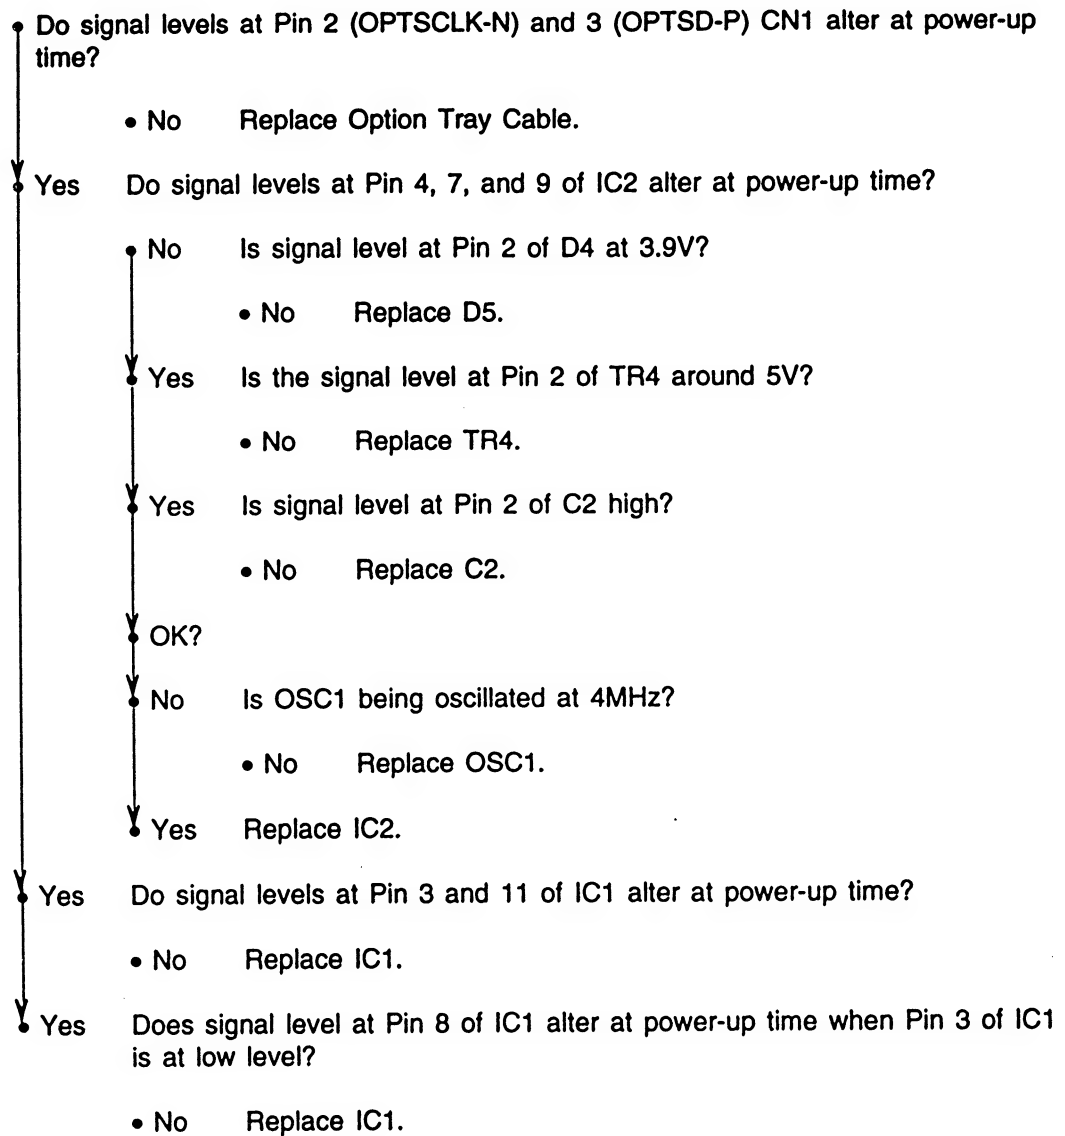 • Do signal levels at Pin 2 (OPTSCLK-N) and 3 (OPTSD-P) CN1 alter at power-up
time?
• No Replace Option Tray Cable.
• Yes Do signal levels at Pin 4, 7, and 9 of IC2 alter at power-up time?
• No Is signal level at Pin 2 of D4 at 3.9V?
• No Replace D5.
• Yes Is the signal level at Pin 2 of TR4 around 5V?
• No Replace TR4.
• Yes Is signal level at Pin 2 of C2 high?
• No Replace C2.
• OK?
• No Is OSC1 being oscillated at 4MHz?
• No Replace OSC1.
• Yes Replace IC2.
• Yes Do signal levels at Pin 3 and 11 of IC1 alter at power-up time?
• No Replace IC1.
• Yes Does signal level at Pin 8 of IC1 alter at power-up time when Pin 3 of IC1
is at low level?
• No Replace IC1.